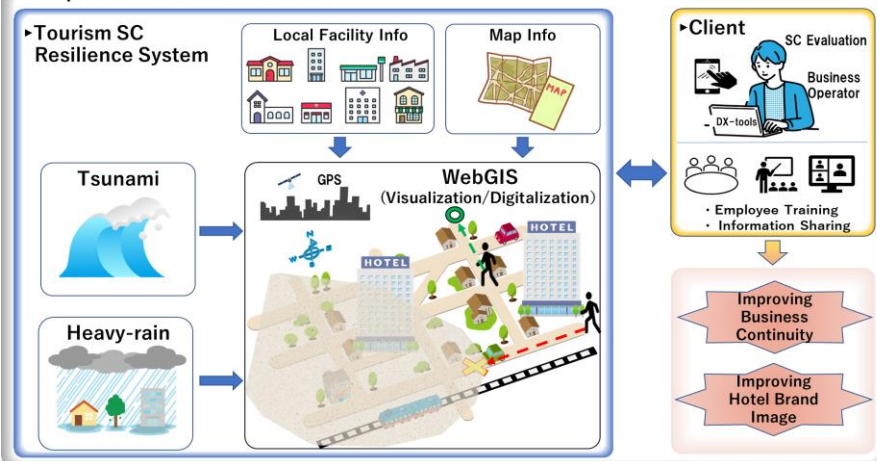 ▸Tourism SC
Resilience System
Local Facility Info
Map Info
MAP
Tsunami
Heavy-rain
GPS
WebGIS
(Visualization/Digitalization)
N
W
E
S
HOTEL
HOTEL
▸Client
SC Evaluation
Business
Operator
DX-tools
・Employee Training
・Information Sharing
Improving
Business
Continuity
Improving
Hotel Brand
Image